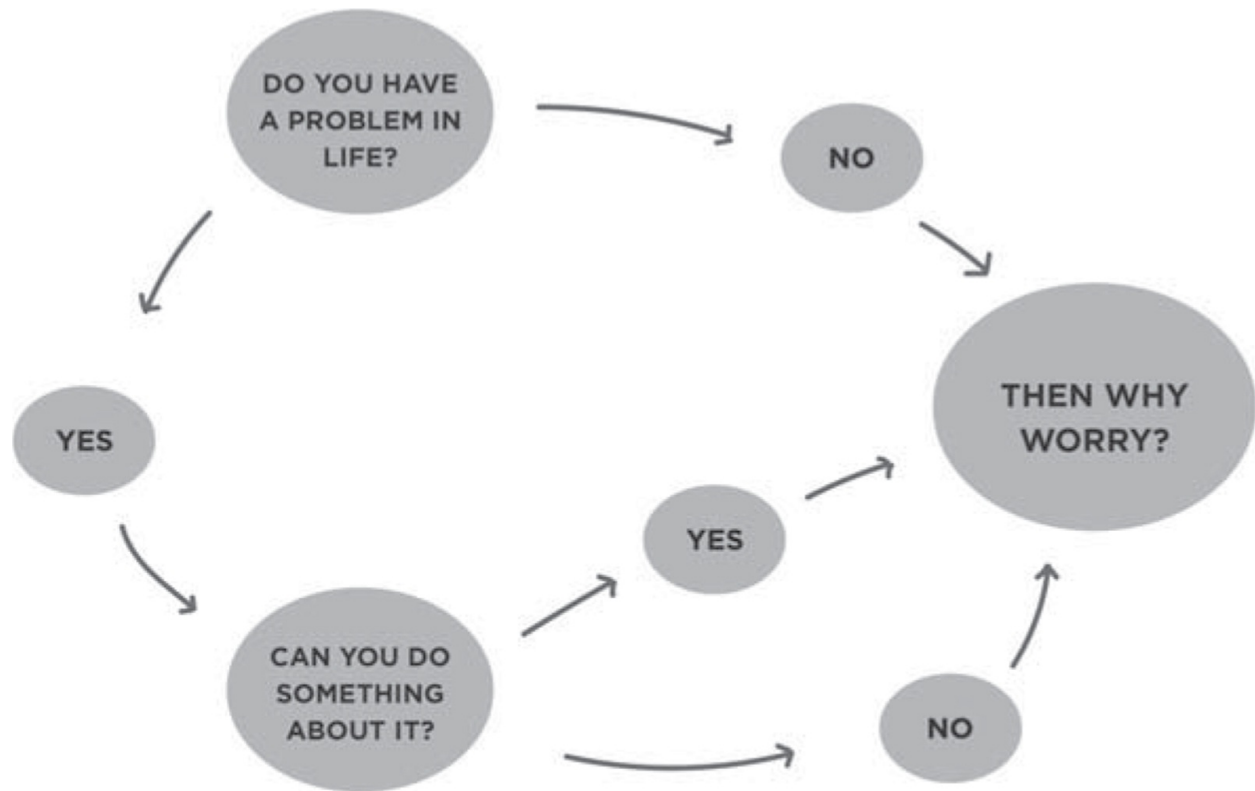 DO YOU HAVE
A PROBLEM IN
LIFE?
NO
THEN WHY
WORRY?
YES
YES
CAN YOU DO
SOMETHING
ABOUT IT?
NO